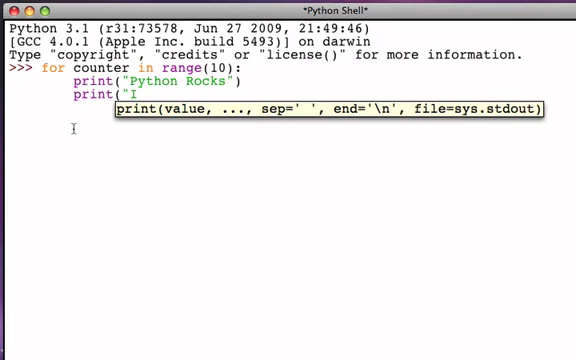 *Python Shell*
Python 3.1 (r31:73578, Jun 27 2009, 21:49:46)
[GCC 4.0.1 (Apple Inc. build 5493)] on darwin
Type "copyright", "credits" or "license()" for more information.
>>> for counter in range(10):
        print("Python Rocks")
        print("I
print(value, ..., sep=' ', end='\n', file=sys.stdout)